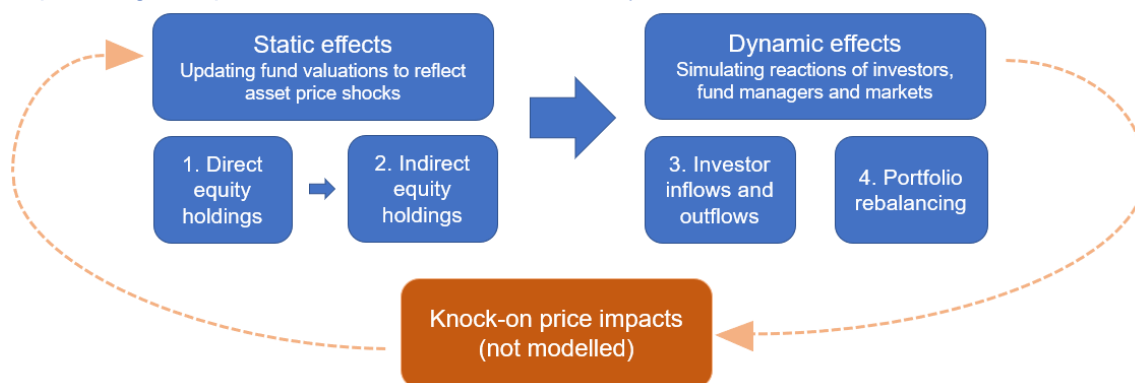 Static effects
Updating fund valuations to reflect
asset price shocks
Dynamic effects
Simulating reactions of investors,
fund managers and markets
1. Direct
equity
holdings
2. Indirect
equity
holdings
3. Investor
inflows and
outflows
4. Portfolio
rebalancing
Knock-on price impacts
(not modelled)